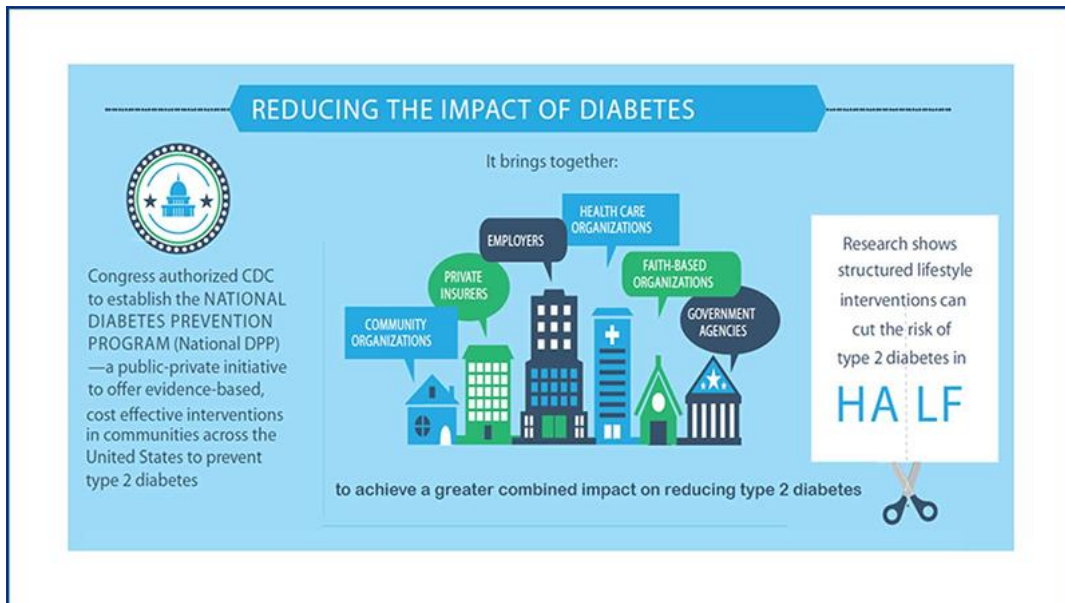 REDUCING THE IMPACT OF DIABETES
Congress authorized CDC
to establish the NATIONAL
DIABETES PREVENTION
PROGRAM (National DPP)
—a public-private initiative
to offer evidence-based,
cost effective interventions
in communities across the
United States to prevent
type 2 diabetes
It brings together:
COMMUNITY
ORGANIZATIONS
PRIVATE
INSURERS
EMPLOYERS
HEALTH CARE
ORGANIZATIONS
FAITH-BASED
ORGANIZATIONS
GOVERNMENT
AGENCIES
to achieve a greater combined impact on reducing type 2 diabetes
Research shows
structured lifestyle
interventions can
cut the risk of
type 2 diabetes in
HA LF